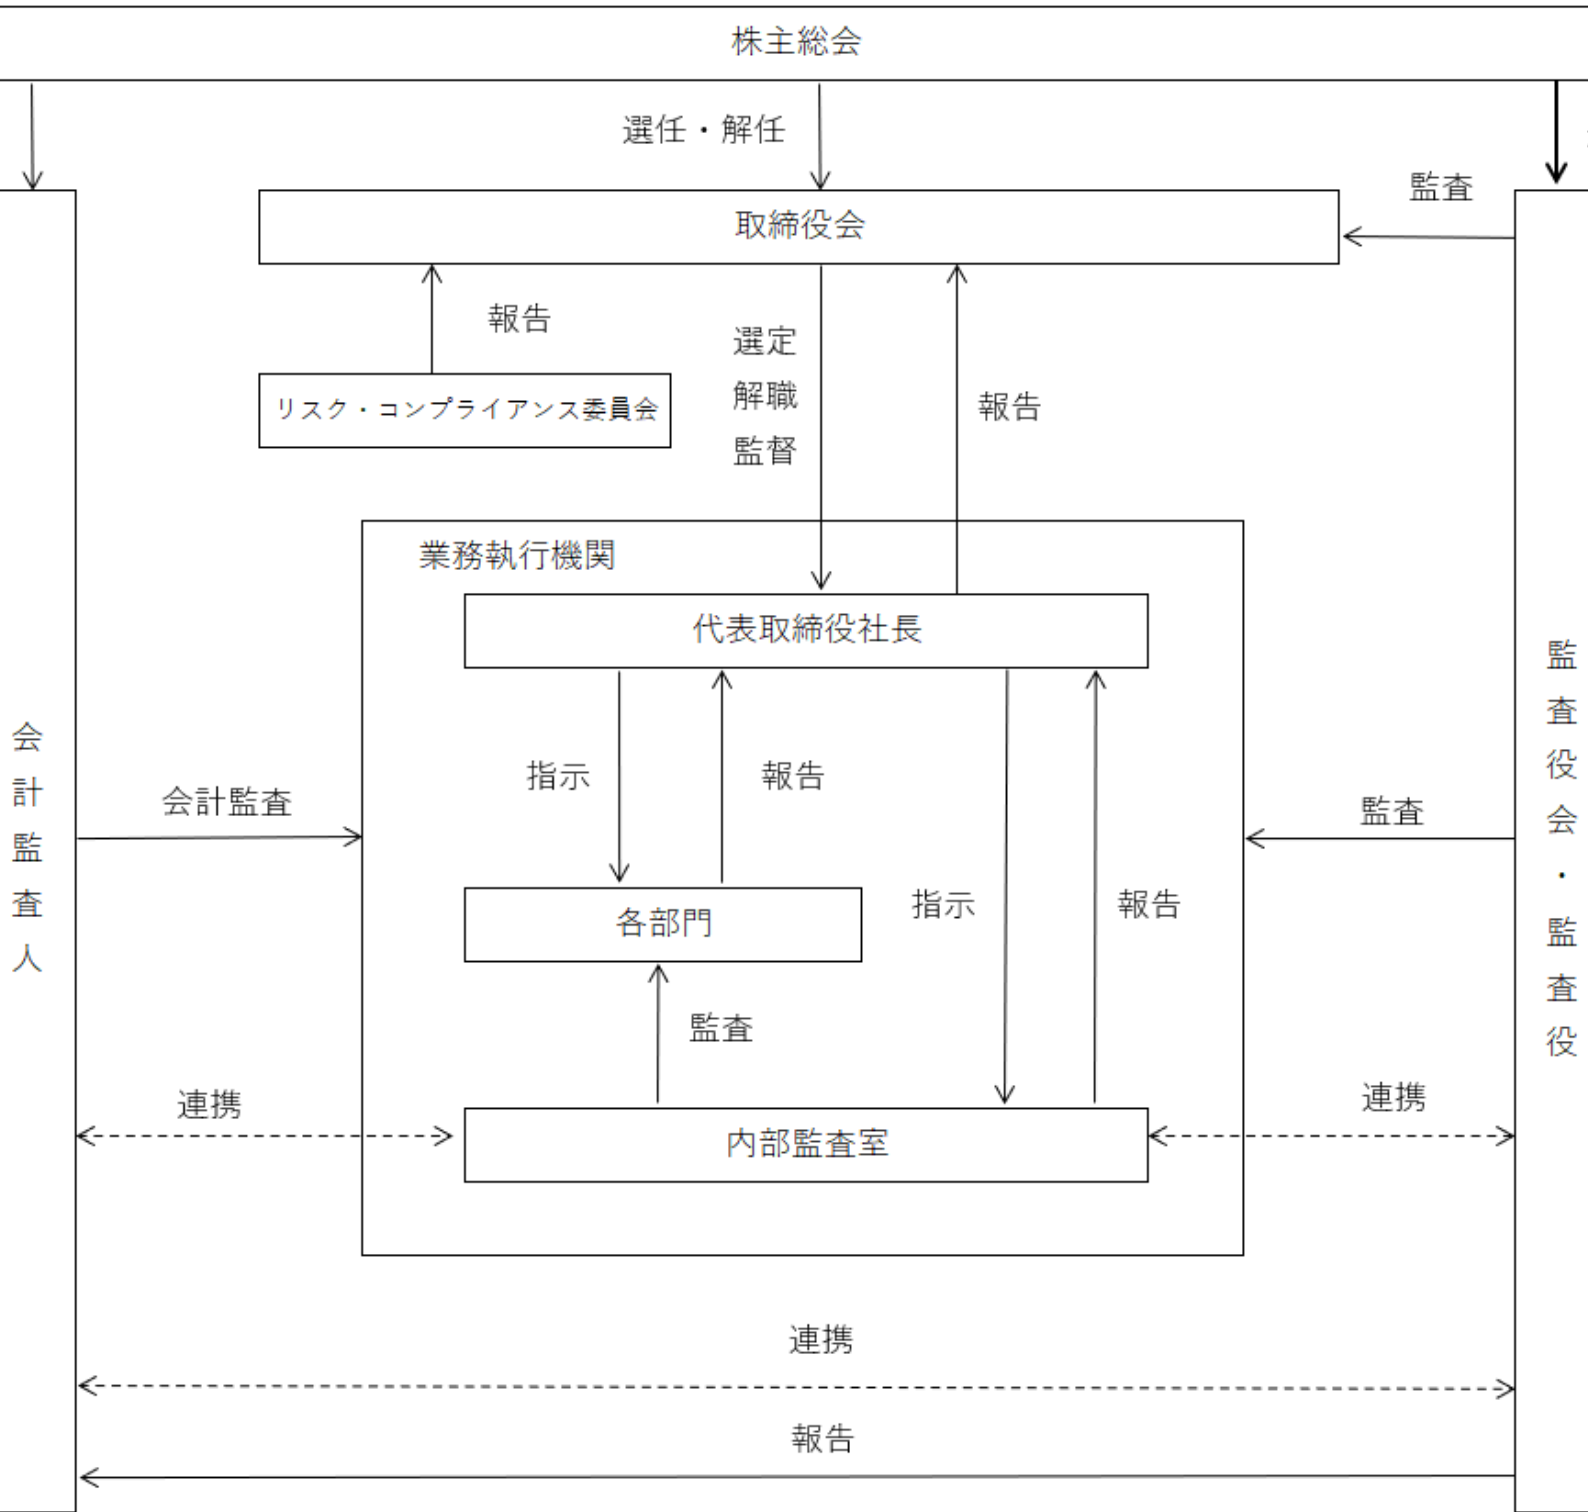 株主総会
選任・解任
監査
取締役会
報告
選定
解職
監督
報告
リスク・コンプライアンス委員会
業務執行機関
代表取締役社長
会計監査人
監査役会・監査役
指示
報告
会計監査
監査
各部門
指示
報告
監査
連携
連携
内部監査室
連携
報告